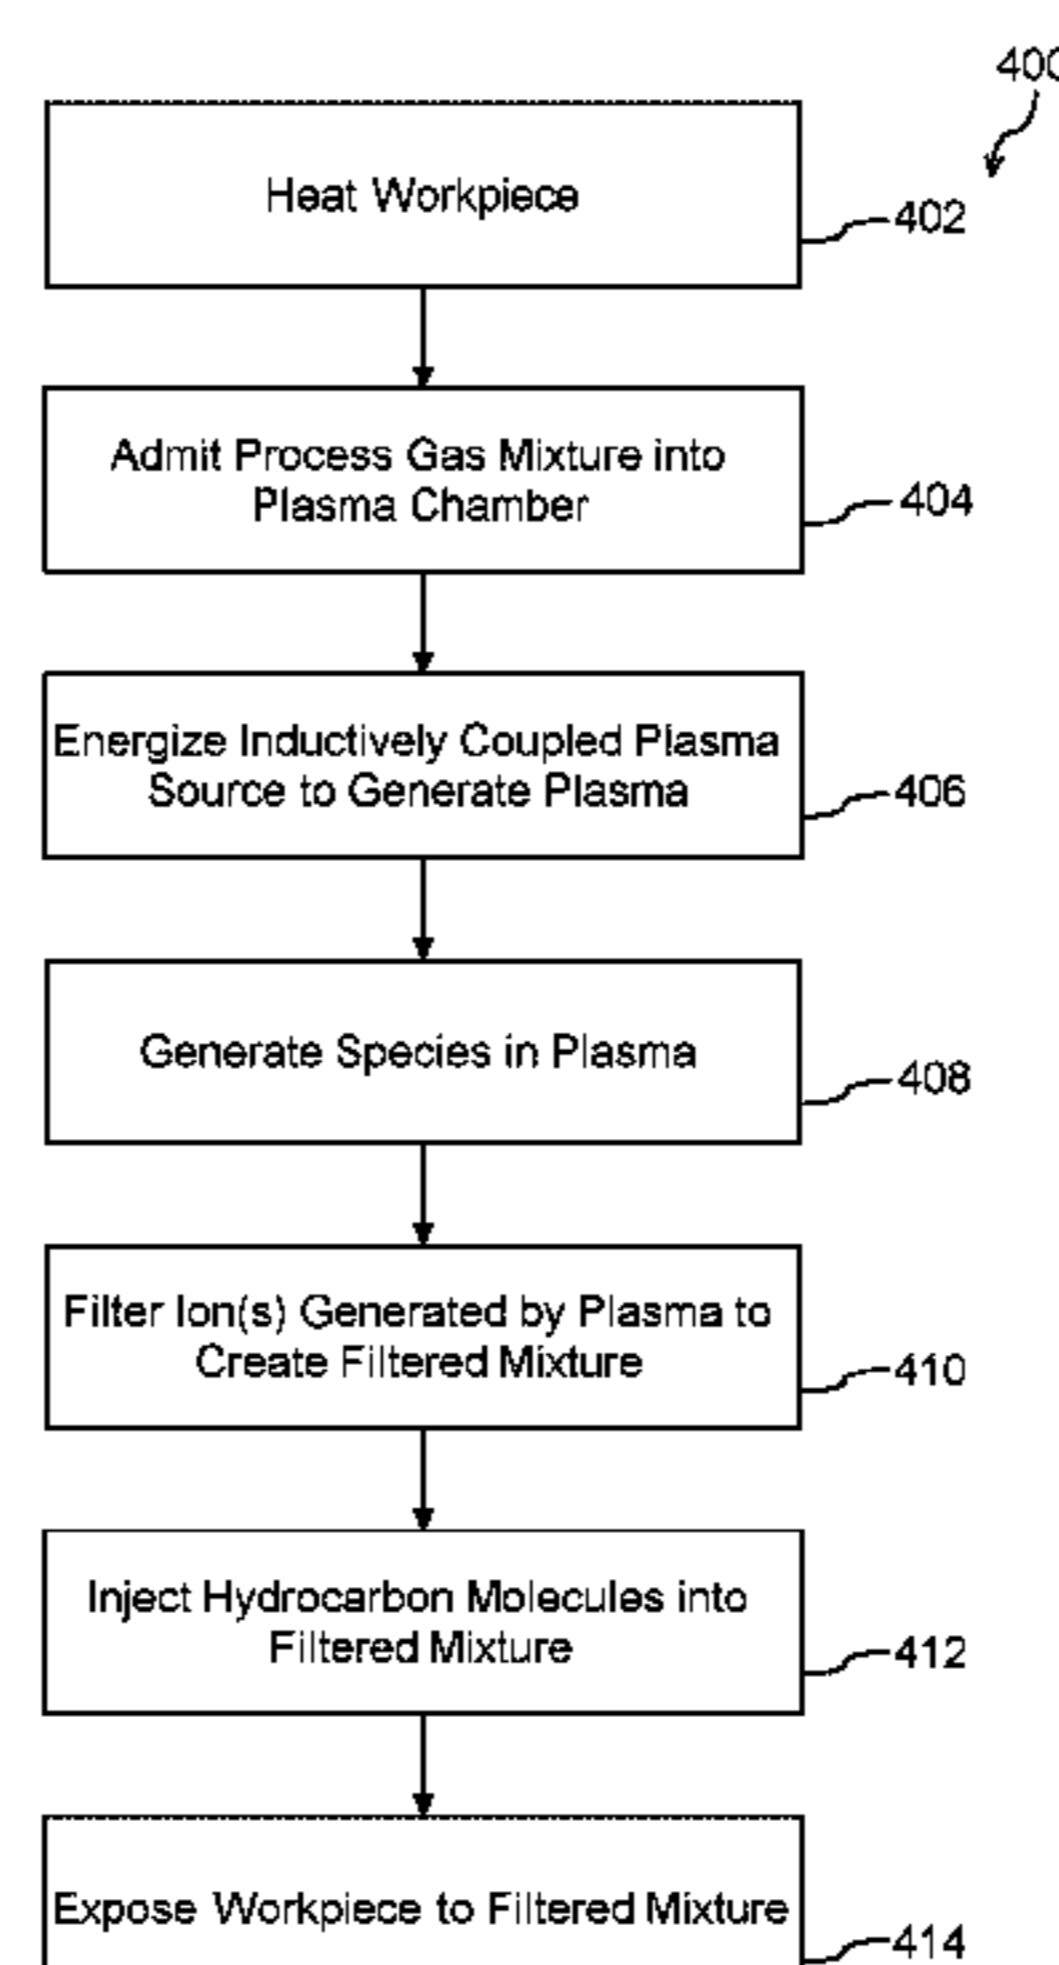 400
Heat Workpiece
402
Admit Process Gas Mixture into
Plasma Chamber
404
Energize Inductively Coupled Plasma
Source to Generate Plasma
406
Generate Species in Plasma
408
Filter Ion(s) Generated by Plasma to
Create Filtered Mixture
410
Inject Hydrocarbon Molecules into
Filtered Mixture
412
Expose Workpiece to Filtered Mixture
414